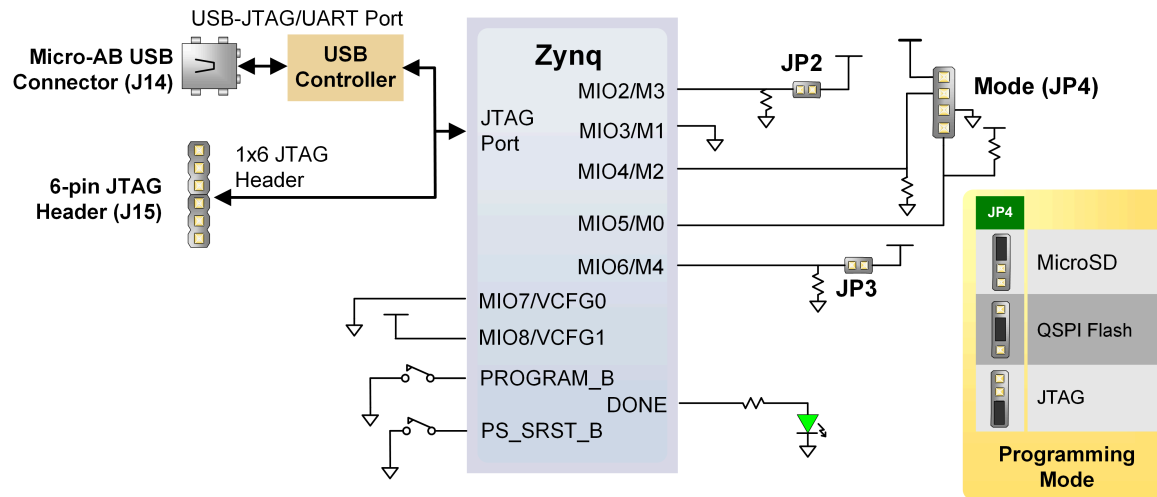 USB-JTAG/UART Port
Micro-AB USB
Connector (J14)
USB
Controller
1x6 JTAG
Header
6-pin JTAG
Header (J15)
Zynq
JTAG
Port
MIO2/M3
MIO3/M1
MIO4/M2
MIO5/M0
MIO6/M4
MIO7/VCFG0
MIO8/VCFG1
PROGRAM_B
DONE
PS_SRST_B
JP2
Mode (JP4)
JP3
JP4
MicroSD
QSPI Flash
JTAG
Programming
Mode